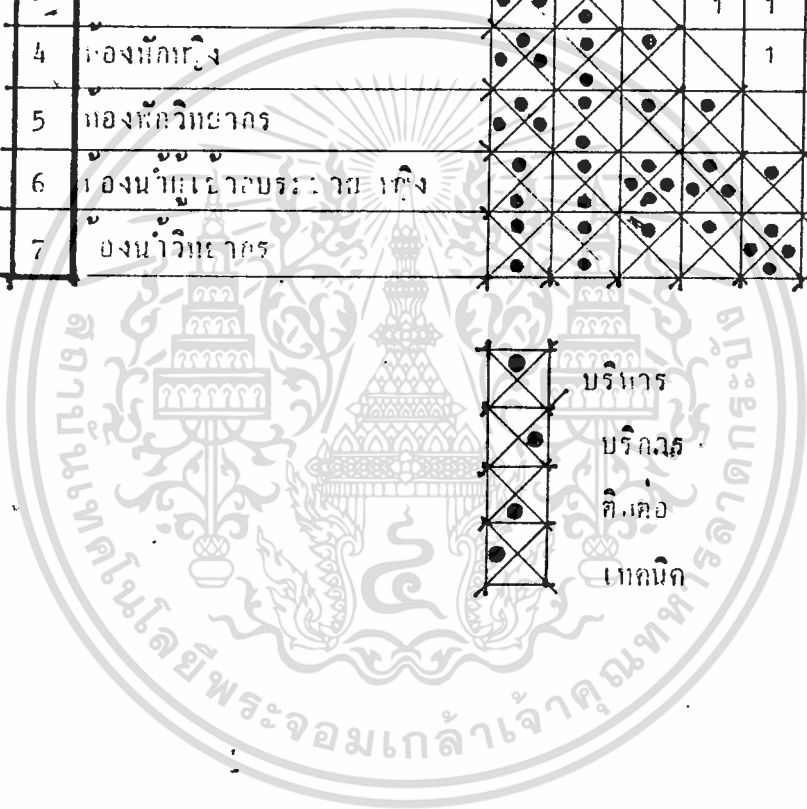 1 1
4 ห้องพักหญิง 1
5 ห้องพักวิทยากร
6 ห้องน้ำผู้เข้าอบรม ชาย หญิง
7 ห้องน้ำวิทยากร
บริหาร
บริการ
ติดต่อ
เทคนิค
สถาบันเทคโนโลยีพระจอมเกล้าเจ้าคุณทหารลาดกระบัง